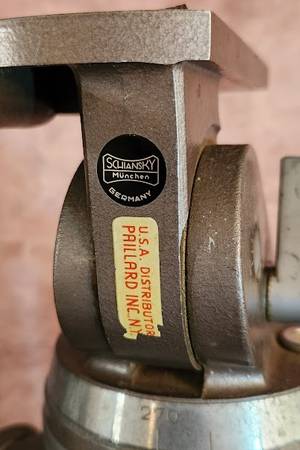 SCHIANSKY
München
GERMANY
U.S.A. DISTRIBUTOR
PAILLARD INC. N.Y.
270